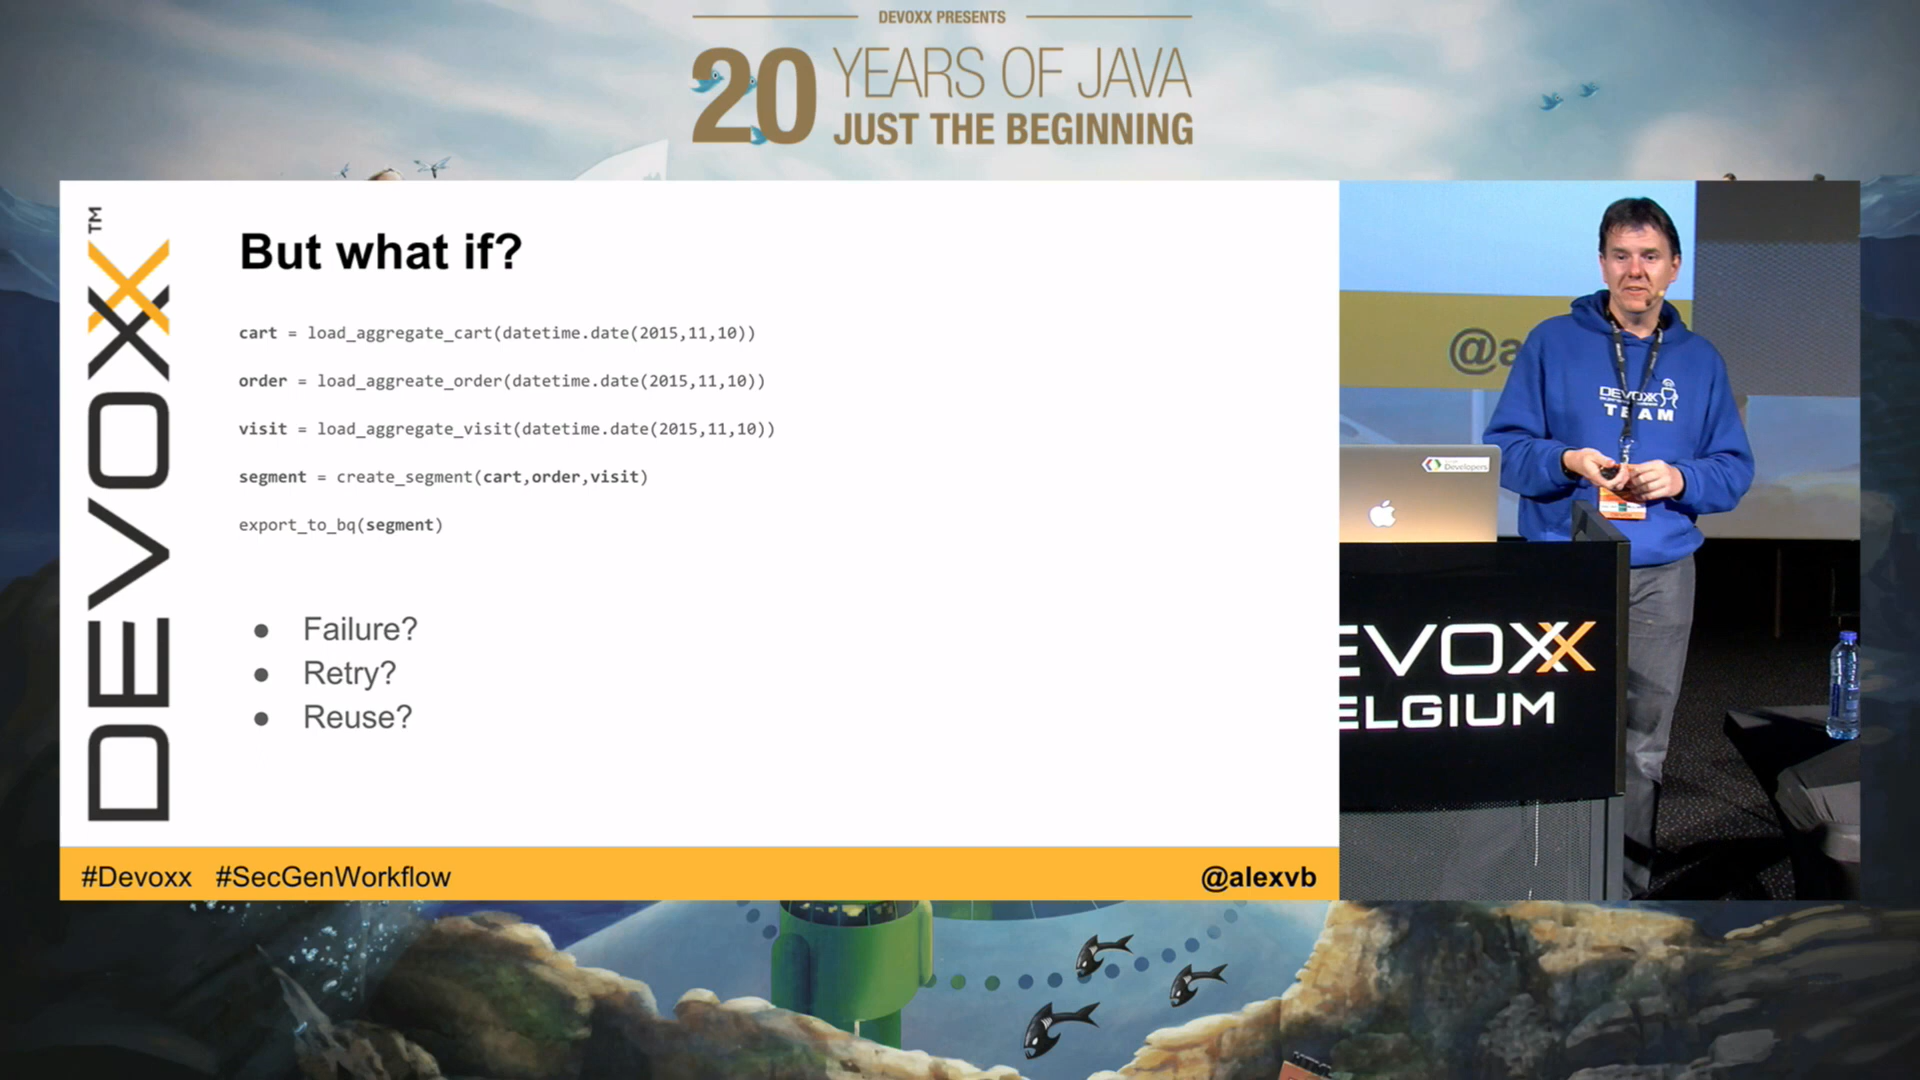 DEVOXX PRESENTS
20 YEARS OF JAVA
JUST THE BEGINNING
DEVOXX™
But what if?
cart = load_aggregate_cart(datetime.date(2015,11,10))
order = load_aggreate_order(datetime.date(2015,11,10))
visit = load_aggregate_visit(datetime.date(2015,11,10))
segment = create_segment(cart,order,visit)
export_to_bq(segment)
● Failure?
● Retry?
● Reuse?
#Devoxx #SecGenWorkflow
@alexvb
@a
DEVOXX
TEAM
Developers
EVOXX
ELGIUM